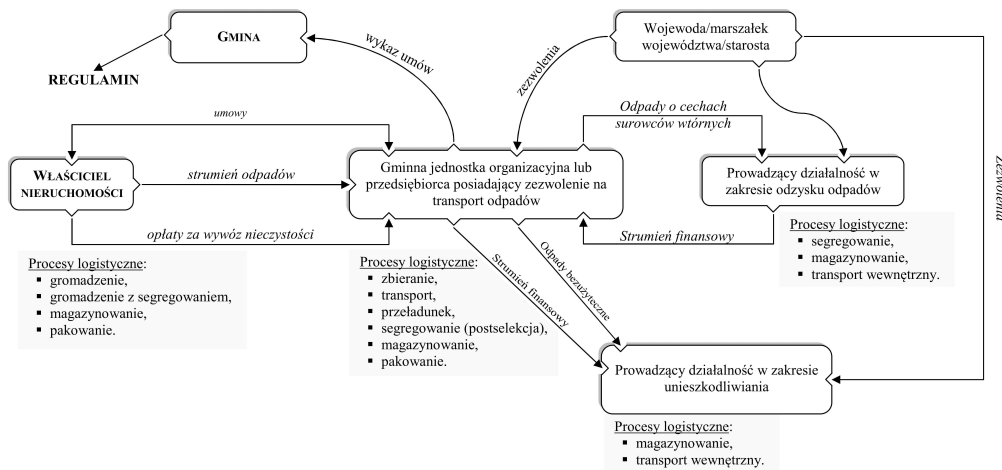 GMINA
REGULAMIN
wykaz umów
zezwolenia
Wojewoda/marszałek
województwa/starosta
zezwolenia
umowy
Odpady o cechach
surowców wtórnych
WŁAŚCICIEL
NIERUCHOMOŚCI
strumień odpadów
Gminna jednostka organizacyjna lub
przedsiębiorca posiadający zezwolenie na
transport odpadów
Prowadzący działalność w
zakresie odzysku odpadów
opłaty za wywóz nieczystości
Strumień finansowy
Procesy logistyczne:
▪ segregowanie,
▪ magazynowanie,
▪ transport wewnętrzny.
Procesy logistyczne:
▪ gromadzenie,
▪ gromadzenie z segregowaniem,
▪ magazynowanie,
▪ pakowanie.
Procesy logistyczne:
▪ zbieranie,
▪ transport,
▪ przeładunek,
▪ segregowanie (postselekcja),
▪ magazynowanie,
▪ pakowanie.
Strumień finansowy
Odpady bezużyteczne
Prowadzący działalność w zakresie
unieszkodliwiania
Procesy logistyczne:
▪ magazynowanie,
▪ transport wewnętrzny.